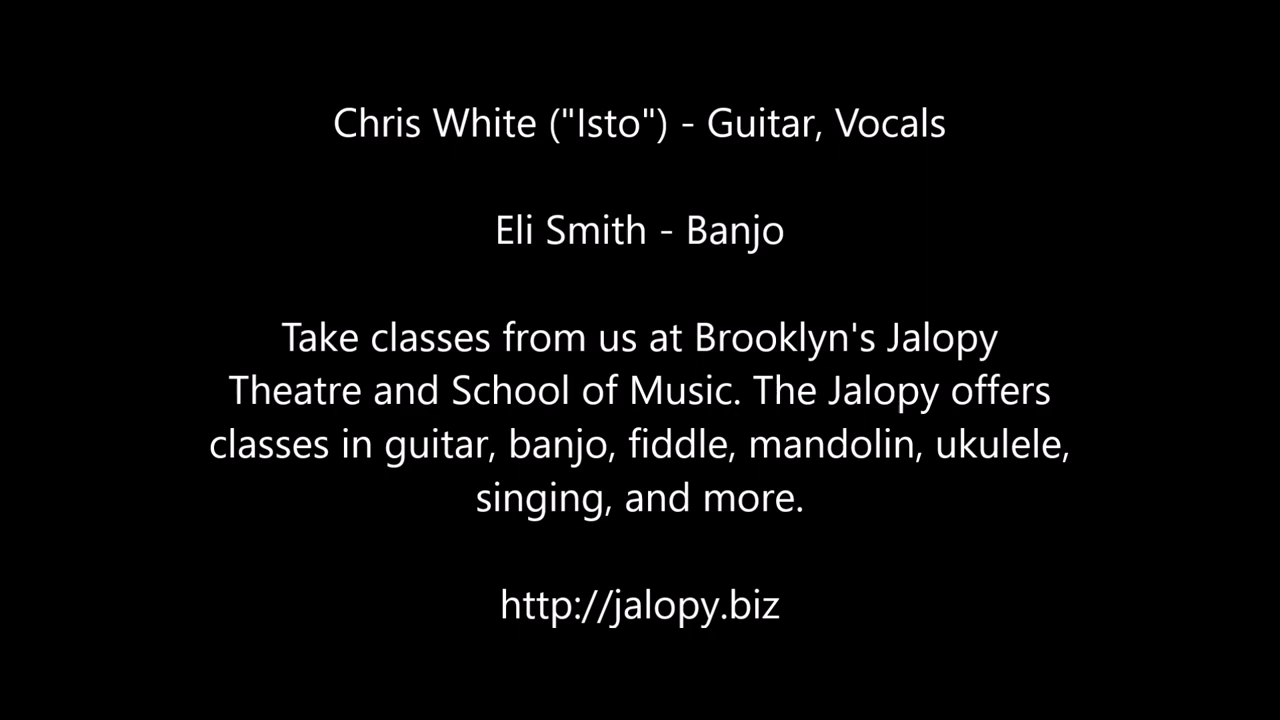 Chris White ("Isto") - Guitar, Vocals
Eli Smith - Banjo
Take classes from us at Brooklyn's Jalopy
Theatre and School of Music. The Jalopy offers
classes in guitar, banjo, fiddle, mandolin, ukulele,
singing, and more.
http://jalopy.biz